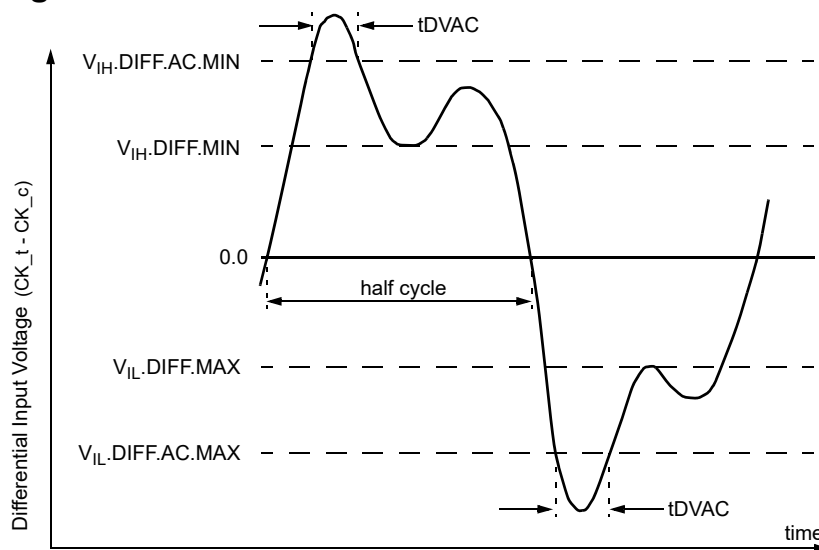 tDVAC
VIH.DIFF.AC.MIN
VIH.DIFF.MIN
0.0
half cycle
VIL.DIFF.MAX
VIL.DIFF.AC.MAX
tDVAC
time
Differential Input Voltage (CK_t - CK_c)